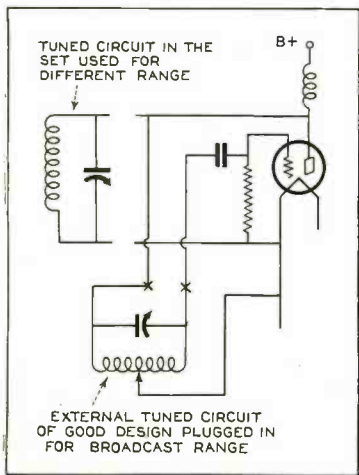 TUNED CIRCUIT IN THE
SET USED FOR
DIFFERENT RANGE
B+
EXTERNAL TUNED CIRCUIT
OF GOOD DESIGN PLUGGED IN
FOR BROADCAST RANGE